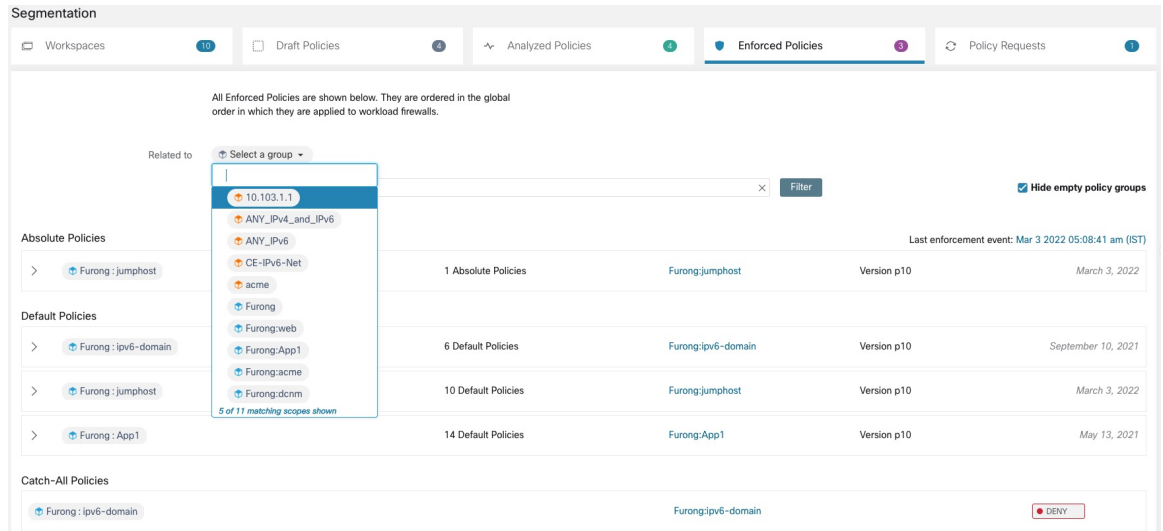 Segmentation
Workspaces 10
Draft Policies 4
Analyzed Policies 4
Enforced Policies 3
Policy Requests 1
All Enforced Policies are shown below. They are ordered in the global
order in which they are applied to workload firewalls.
Related to Select a group
× Filter Hide empty policy groups
10.103.1.1
ANY_IPv4_and_IPv6
ANY_IPv6
CE-IPv6-Net
acme
Furong
Furong:web
Furong:App1
Furong:acme
Furong:dcnm
5 of 11 matching scopes shown
Absolute Policies Last enforcement event: Mar 3 2022 05:08:41 am (IST)
Furong : jumphost 1 Absolute Policies Furong:jumphost Version p10 March 3, 2022
Default Policies
Furong : ipv6-domain 6 Default Policies Furong:ipv6-domain Version p10 September 10, 2021
Furong : jumphost 10 Default Policies Furong:jumphost Version p10 March 3, 2022
Furong : App1 14 Default Policies Furong:App1 Version p10 May 13, 2021
Catch-All Policies
Furong : ipv6-domain Furong:ipv6-domain DENY